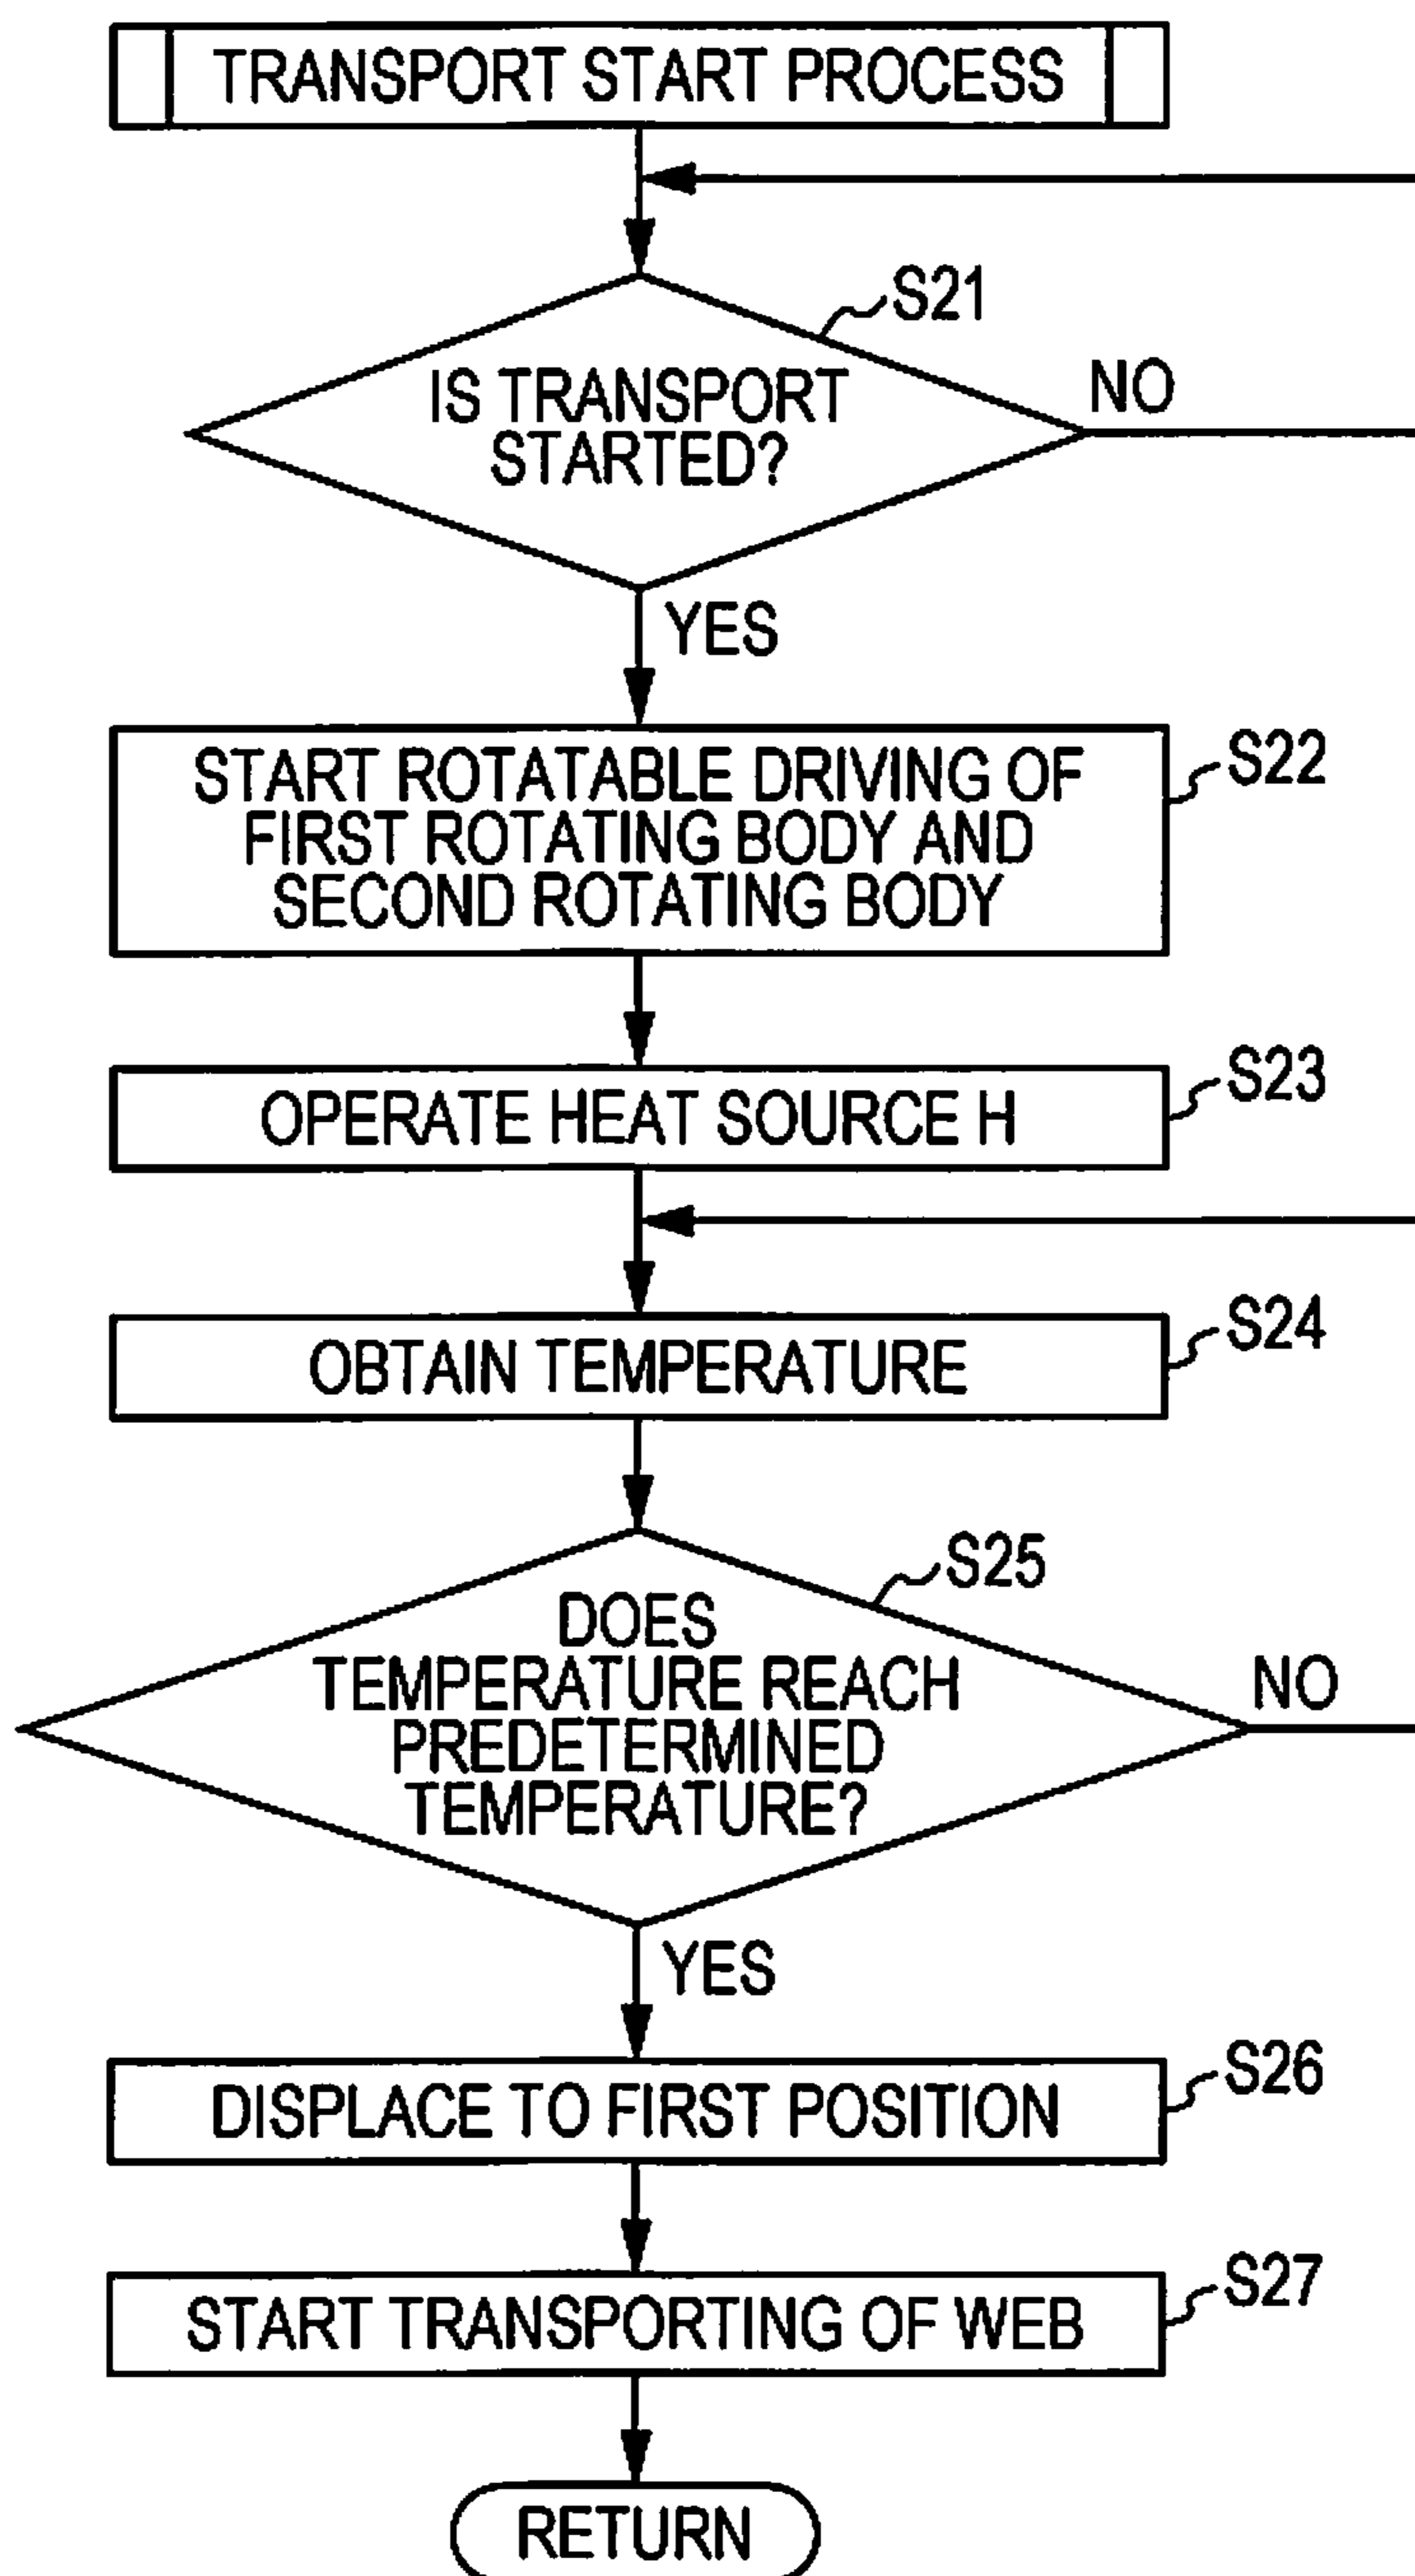 TRANSPORT START PROCESS
S21
IS TRANSPORT
STARTED?
NO
YES
START ROTATABLE DRIVING OF
FIRST ROTATING BODY AND
SECOND ROTATING BODY
S22
OPERATE HEAT SOURCE H
S23
OBTAIN TEMPERATURE
S24
S25
DOES
TEMPERATURE REACH
PREDETERMINED
TEMPERATURE?
NO
YES
DISPLACE TO FIRST POSITION
S26
START TRANSPORTING OF WEB
S27
RETURN